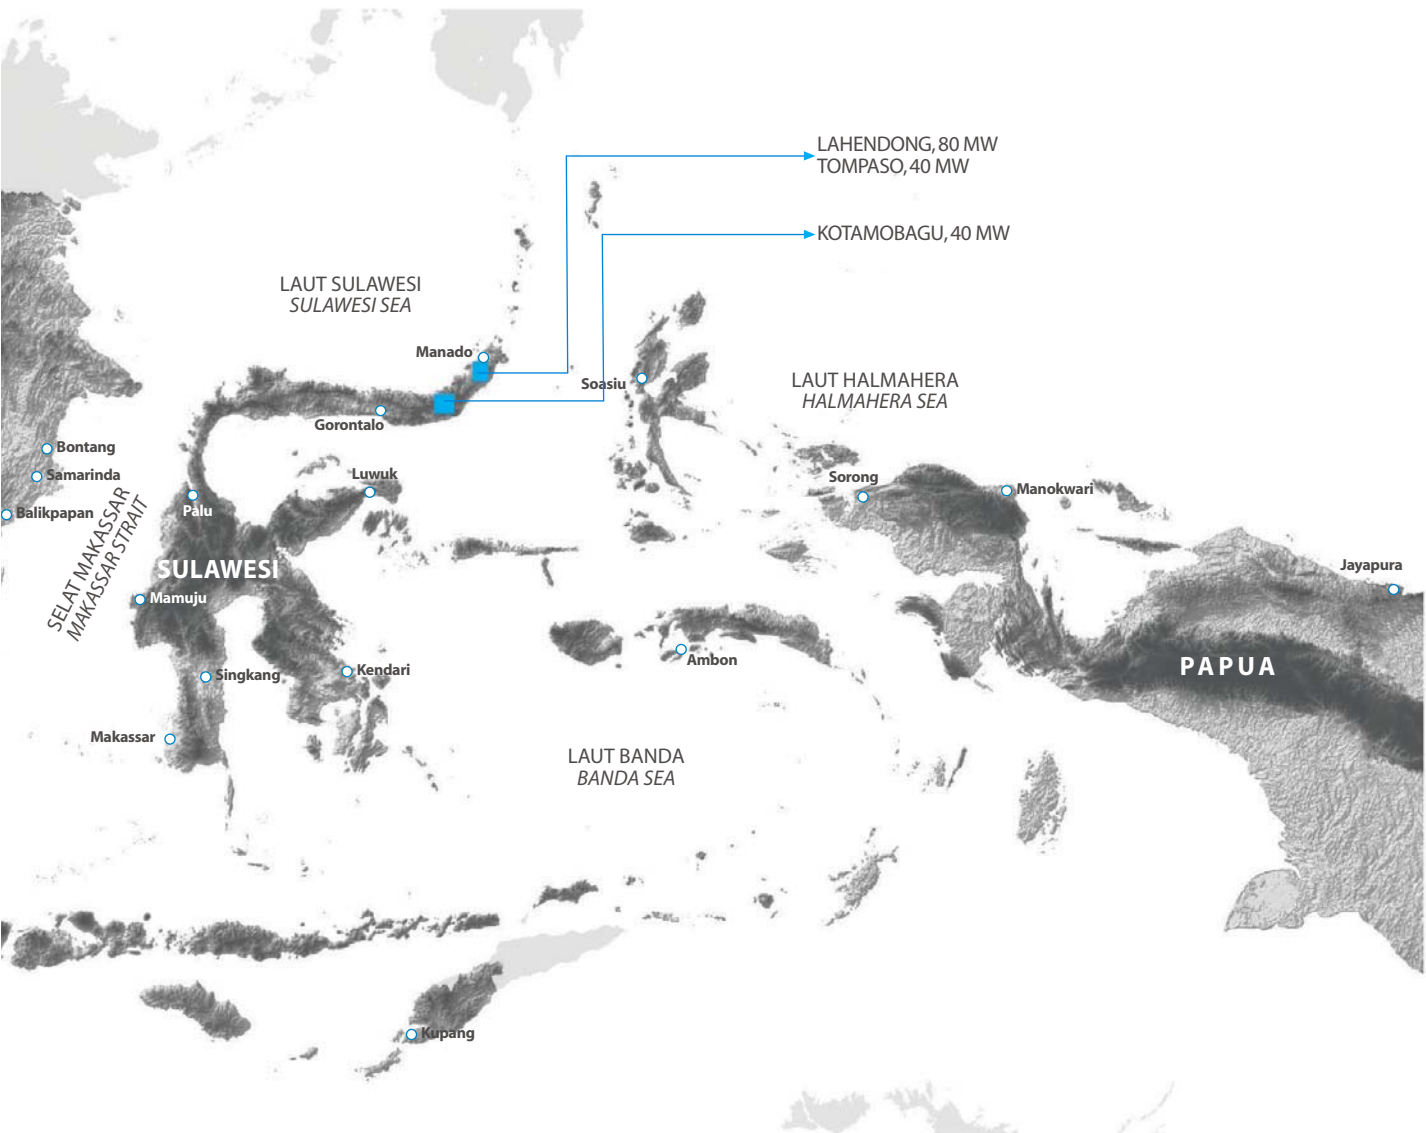 LAHENDONG, 80 MW
TOMPASO, 40 MW
KOTAMOBAGU, 40 MW
LAUT SULAWESI
SULAWESI SEA
Manado
Soasiu
LAUT HALMAHERA
HALMAHERA SEA
Gorontalo
Bontang
Samarinda
Balikpapan
SELAT MAKASSAR
MAKASSAR STRAIT
Luwuk
Palu
Sorong
Manokwari
Jayapura
SULAWESI
Mamuju
Singkang
Kendari
Ambon
PAPUA
Makassar
LAUT BANDA
BANDA SEA
Kupang